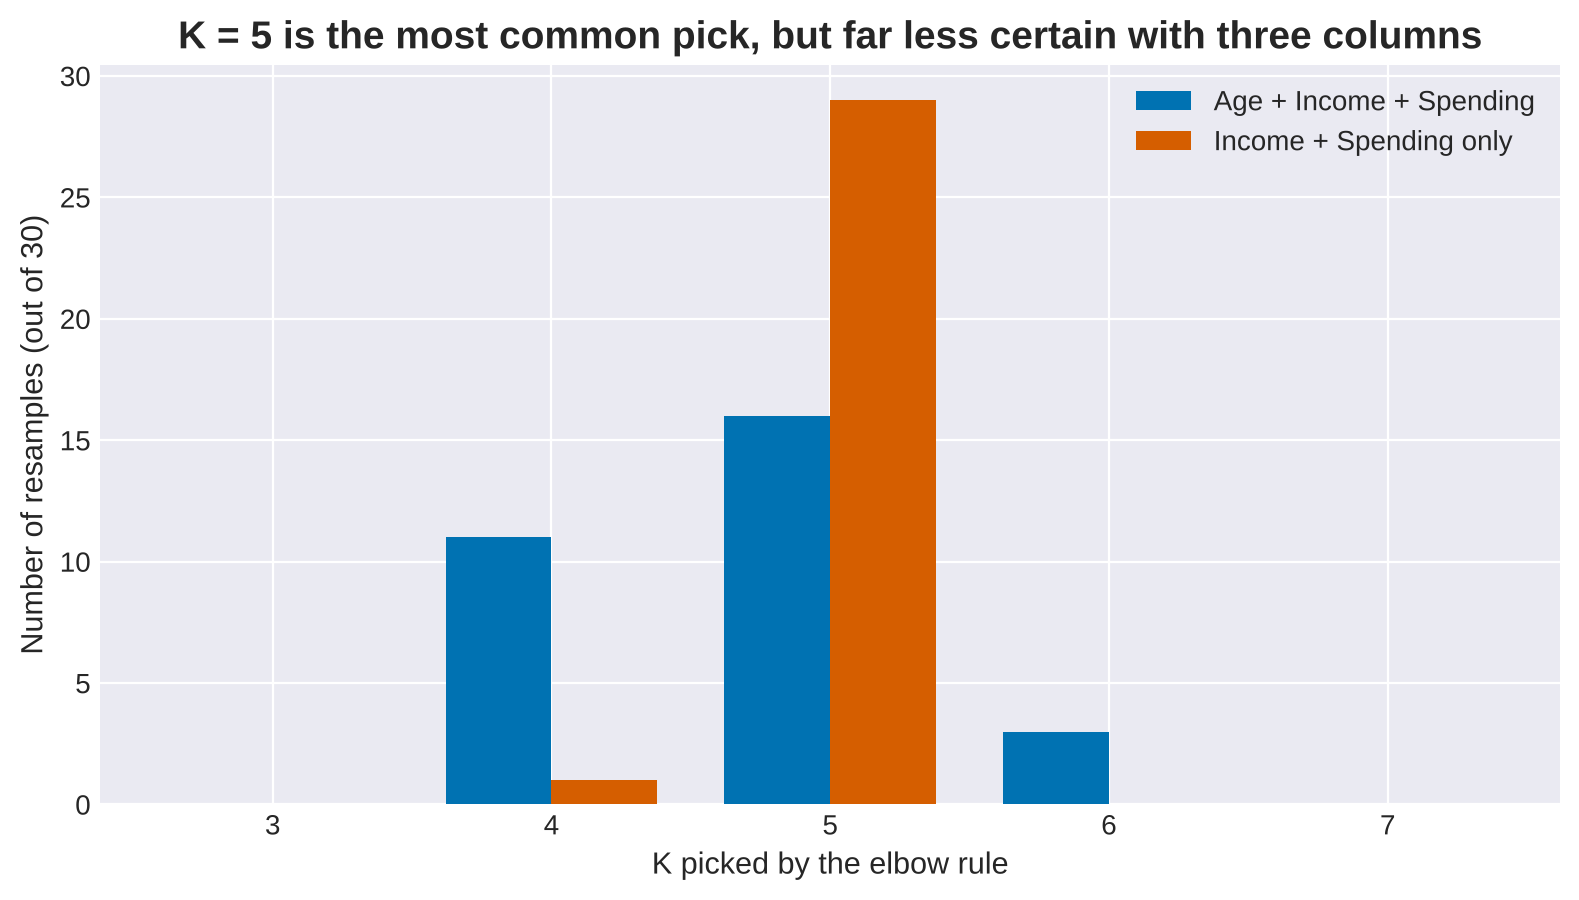 K = 5 is the most common pick, but far less certain with three columns
Number of resamples (out of 30)
30
25
20
15
10
5
0
Age + Income + Spending
Income + Spending only
3 4 5 6 7
K picked by the elbow rule